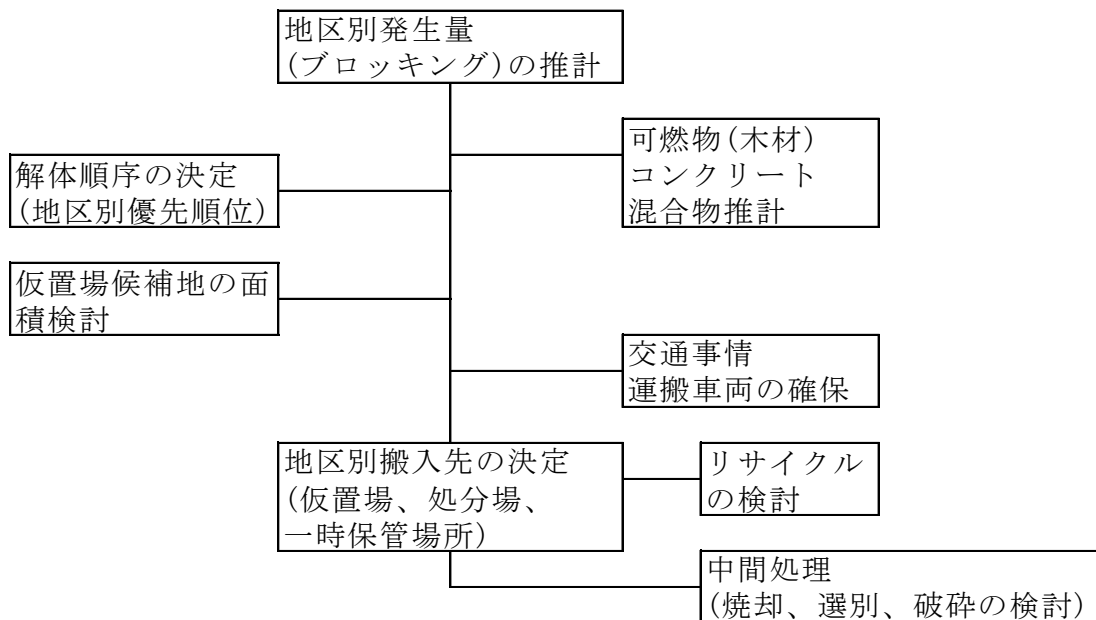 地区別発生量
(ブロッキング)の推計
可燃物(木材)
コンクリート
混合物推計
解体順序の決定
(地区別優先順位)
仮置場候補地の面
積検討
交通事情
運搬車両の確保
地区別搬入先の決定
(仮置場、処分場、
一時保管場所)
リサイクル
の検討
中間処理
(焼却、選別、破砕の検討)